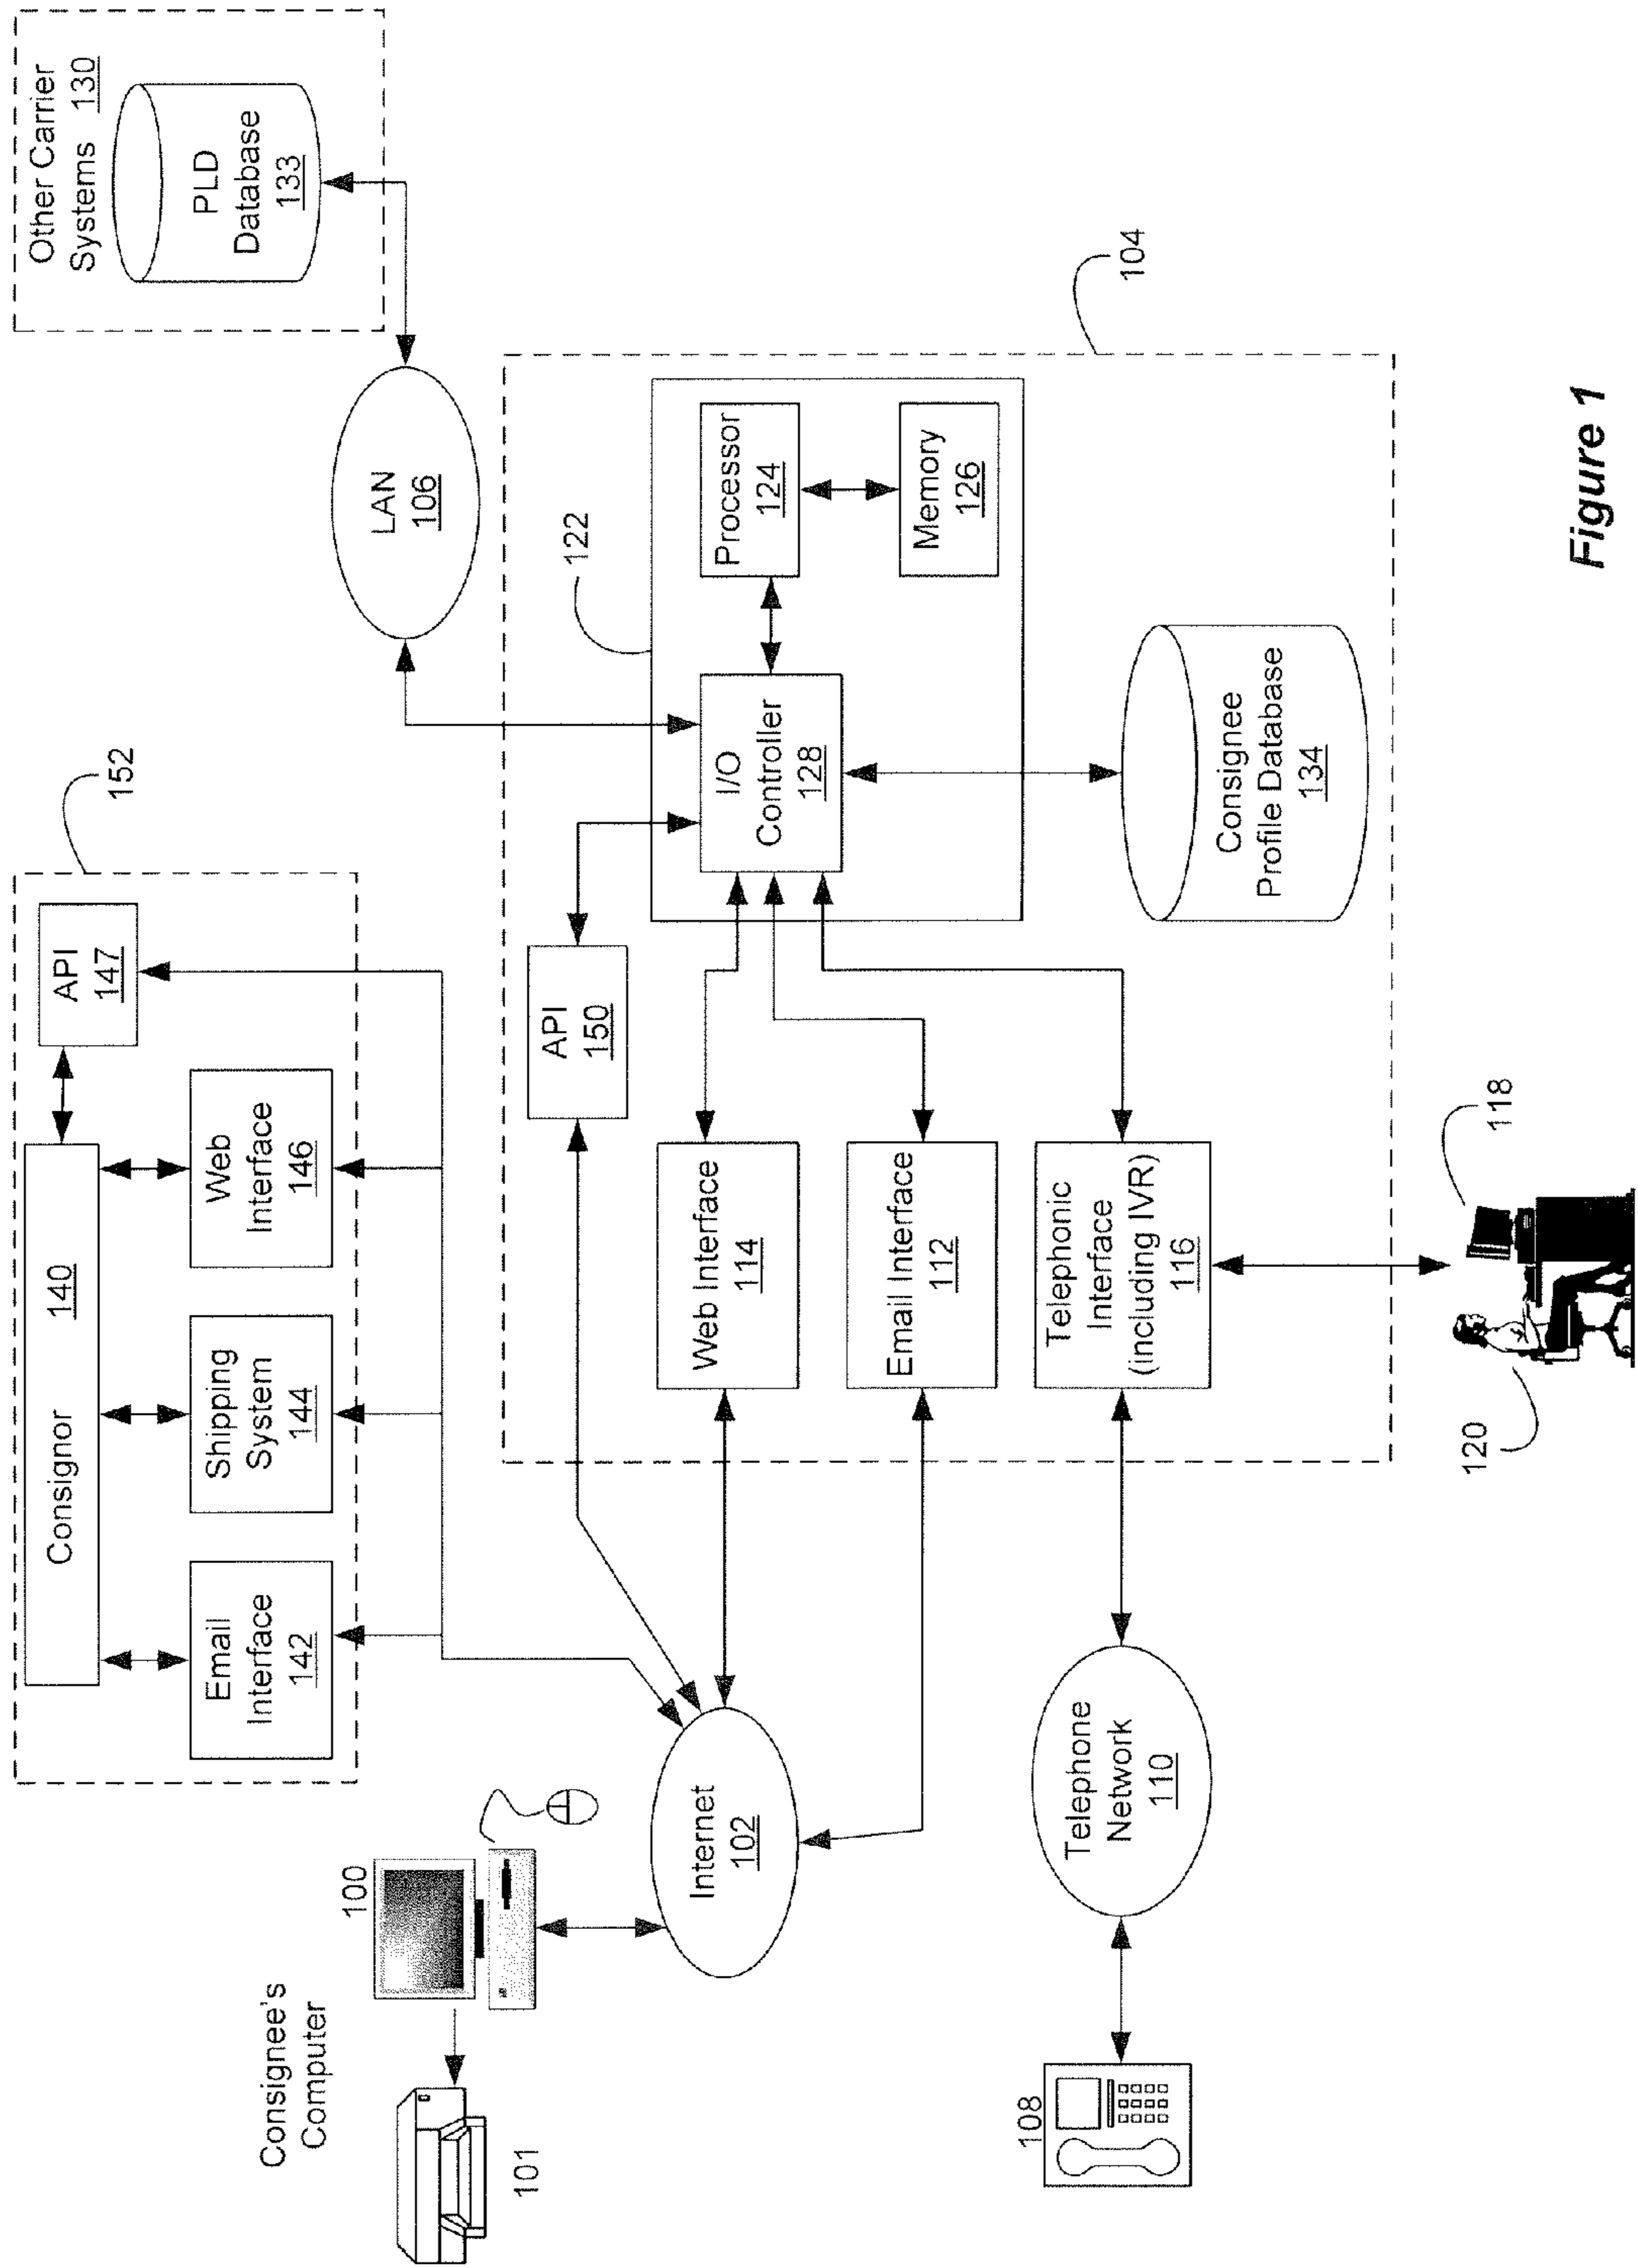 Consignee's
Computer
100
101
108
Internet
102
Telephone
Network
110
Consignor 140
Email
Interface
142
Shipping
System
144
Web
Interface
146
API
147
152
Other Carrier
Systems 130
PLD
Database
133
LAN
106
API
150
Web Interface
114
Email Interface
112
Telephonic
Interface
(including IVR)
116
122
I/O
Controller
128
Processor
124
Memory
126
Consignee
Profile Database
134
104
118
120
Figure 1